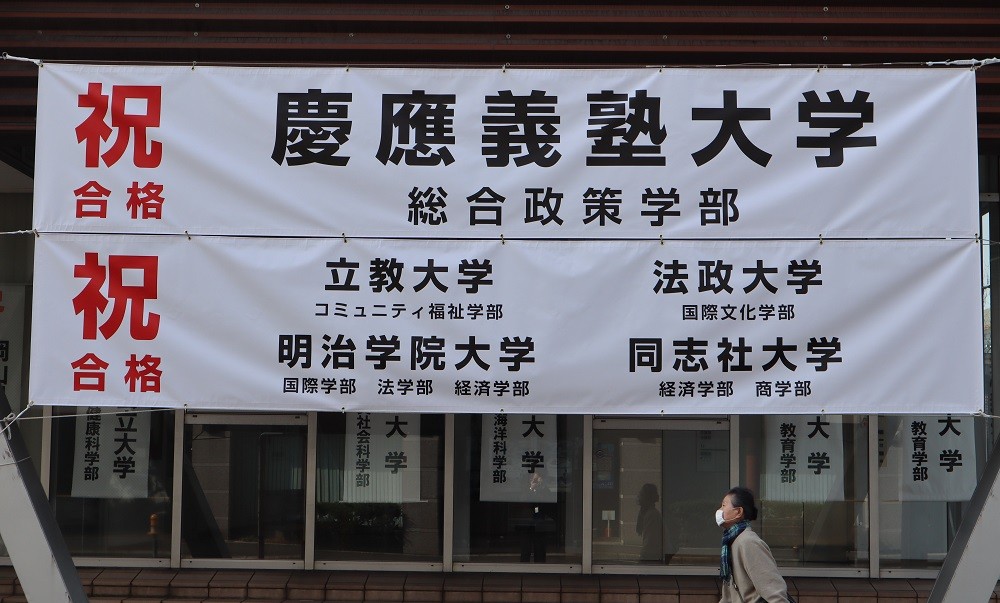 祝
合格
慶應義塾大学
総合政策学部
祝
合格
立教大学
コミュニティ福祉学部
法政大学
国際文化学部
明治学院大学
国際学部 法学部 経済学部
同志社大学
経済学部 商学部
立大学
健康科学部
大学
社会科学部
大学
海洋科学部
大学
教育学部
大学
教育学部